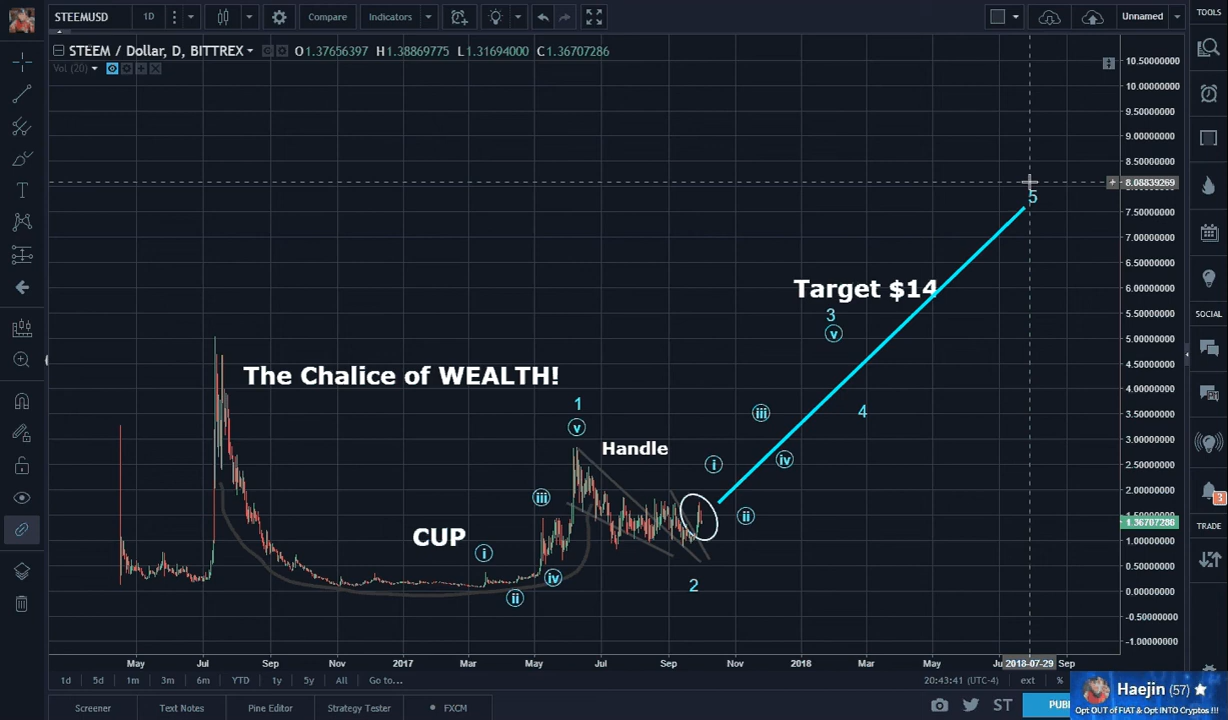 STEEMUSD 1D Compare Indicators Unnamed TOOLS
STEEM / Dollar, D, BITTREX O1.37656397 H1.38869775 L1.31694000 C1.36707286
Vol (20)
10.50000000
10.00000000
9.50000000
9.00000000
8.50000000
8.08839269
5
7.50000000
7.00000000
6.50000000
6.00000000
Target $14
5.50000000
SOCIAL
3
v
5.00000000
4.50000000
The Chalice of WEALTH!
4.00000000
1
4
iii
3.50000000
v
3.00000000
Handle
iv
i
2.50000000
iii
2.00000000
ii
1.36707286
3
TRADE
CUP
i
iv
0.50000000
2
ii
0.00000000
-0.50000000
-1.00000000
May Jul Sep Nov 2017 Mar May Jul Sep Nov 2018 Mar May 2018-07-29 Sep
1d 5d 1m 3m 6m YTD 1y 5y All Go to... 20:43:41 (UTC-4) ext %
Screener Text Notes Pine Editor Strategy Tester FXCM ST
Haejin (57)
Opt OUT of FIAT & Opt INTO Cryptos !!!